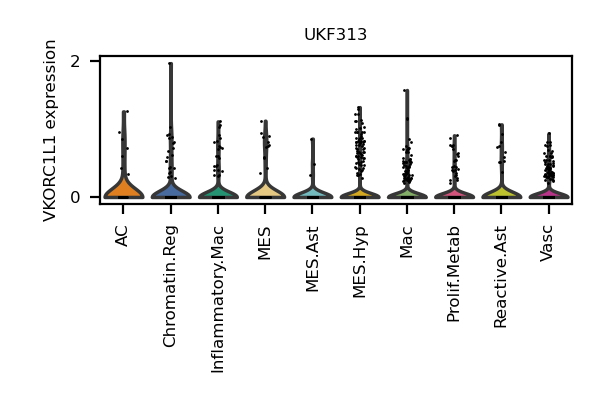 UKF313
VKORC1L1 expression
2
0
AC
Chromatin.Reg
Inflammatory.Mac
MES
MES.Ast
MES.Hyp
Mac
Prolif.Metab
Reactive.Ast
Vasc